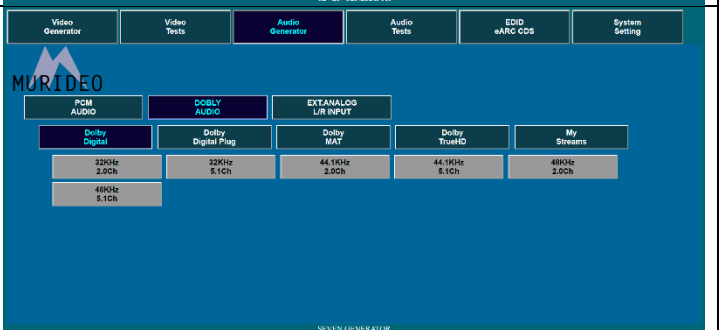 Video Generator
Video Tests
Audio Generator
Audio Tests
EDID eARC CDS
System Setting
MURIDEO
PCM AUDIO
DOBLY AUDIO
EXT.ANALOG L/R INPUT
Dolby Digital
Dolby Digital Plug
Dolby MAT
Dolby TrueHD
My Streams
32KHz 2.0Ch
32KHz 5.1Ch
44.1KHz 2.0Ch
44.1KHz 5.1Ch
48KHz 2.0Ch
48KHz 5.1Ch
SEVEN GENERATOR